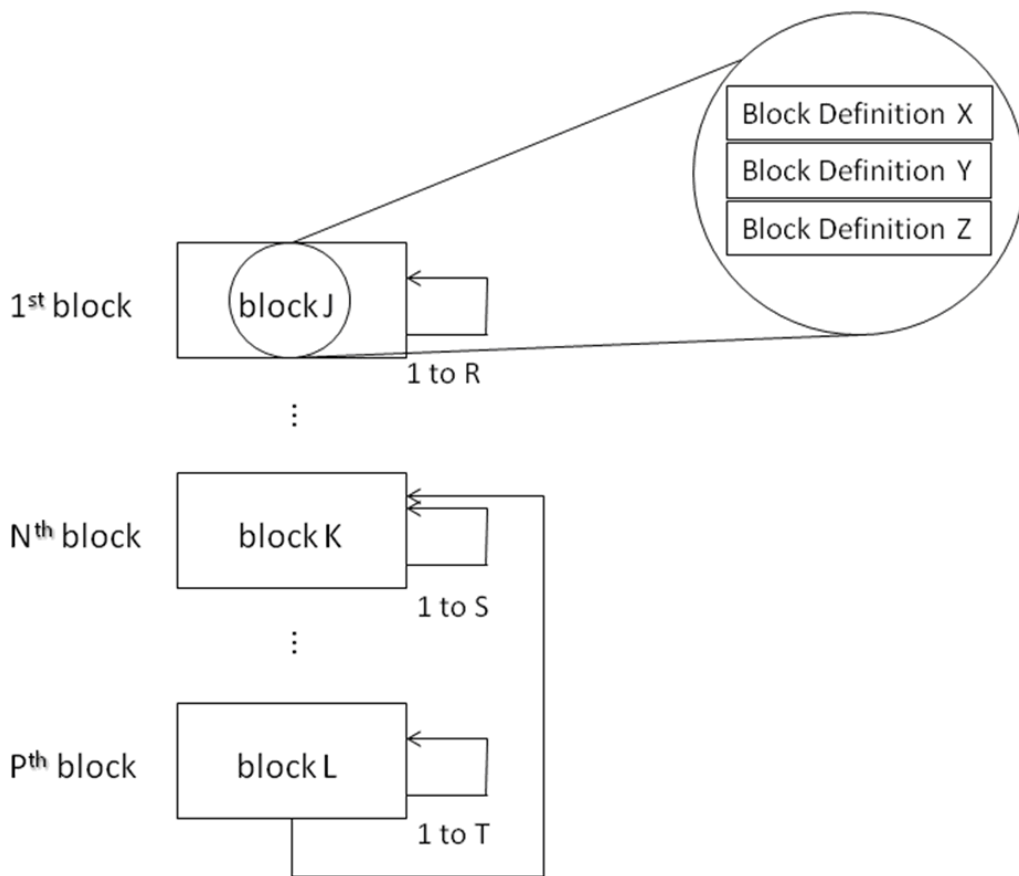 Block Definition X
Block Definition Y
Block Definition Z
1st block
block J
1 to R
⋮
Nth block
block K
1 to S
⋮
Pth block
block L
1 to T